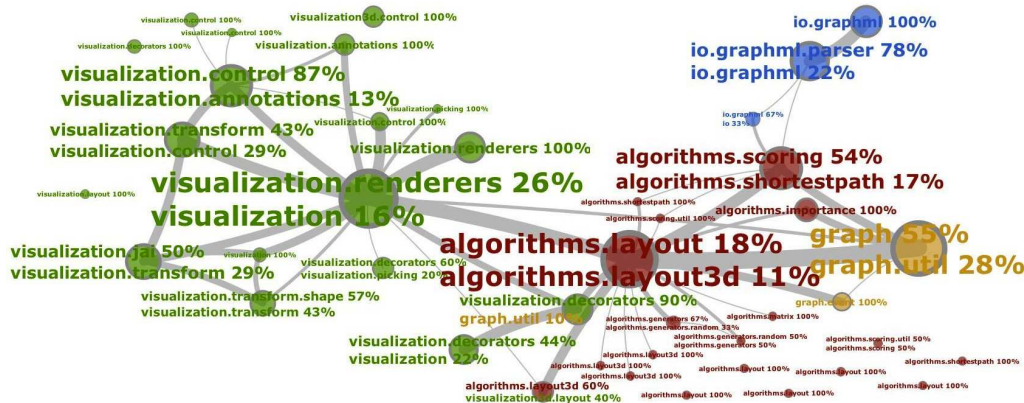 visualization.control 100%
visualization3d.control 100%
visualization.control 100%
visualization.decorators 100%
visualization.annotations 100%
io.graphml 100%
io.graphml.parser 78%
io.graphml 22%
visualization.control 87%
visualization.annotations 13%
visualization.picking 100%
visualization.control 100%
io.graphml 67%
io 33%
visualization.transform 43%
visualization.control 29%
visualization.renderers 100%
algorithms.scoring 54%
algorithms.shortestpath 17%
visualization.renderers 26%
visualization 16%
visualization.layout 100%
algorithms.shortestpath 100%
algorithms.scoring.util 100%
algorithms.importance 100%
graph 55%
graph.util 28%
algorithms.layout 18%
algorithms.layout3d 11%
visualization.jai 50%
visualization.transform 29%
visualization 100%
visualization.decorators 60%
visualization.picking 20%
visualization.transform.shape 57%
visualization.transform 43%
visualization.decorators 90%
graph.util 10%
graph.event 100%
algorithms.generators 67%
algorithms.generators.random 33%
algorithms.matrix 100%
algorithms.generators.random 50%
algorithms.generators 50%
algorithms.scoring.util 50%
algorithms.scoring 50%
visualization.decorators 44%
visualization 22%
algorithms.layout3d 100%
algorithms.layout3d 100%
algorithms.layout3d 100%
algorithms.layout 100%
algorithms.layout 100%
algorithms.shortestpath 100%
algorithms.layout3d 60%
visualization3d.layout 40%
algorithms.layout 100%
algorithms.layout 100%
algorithms.layout 100%